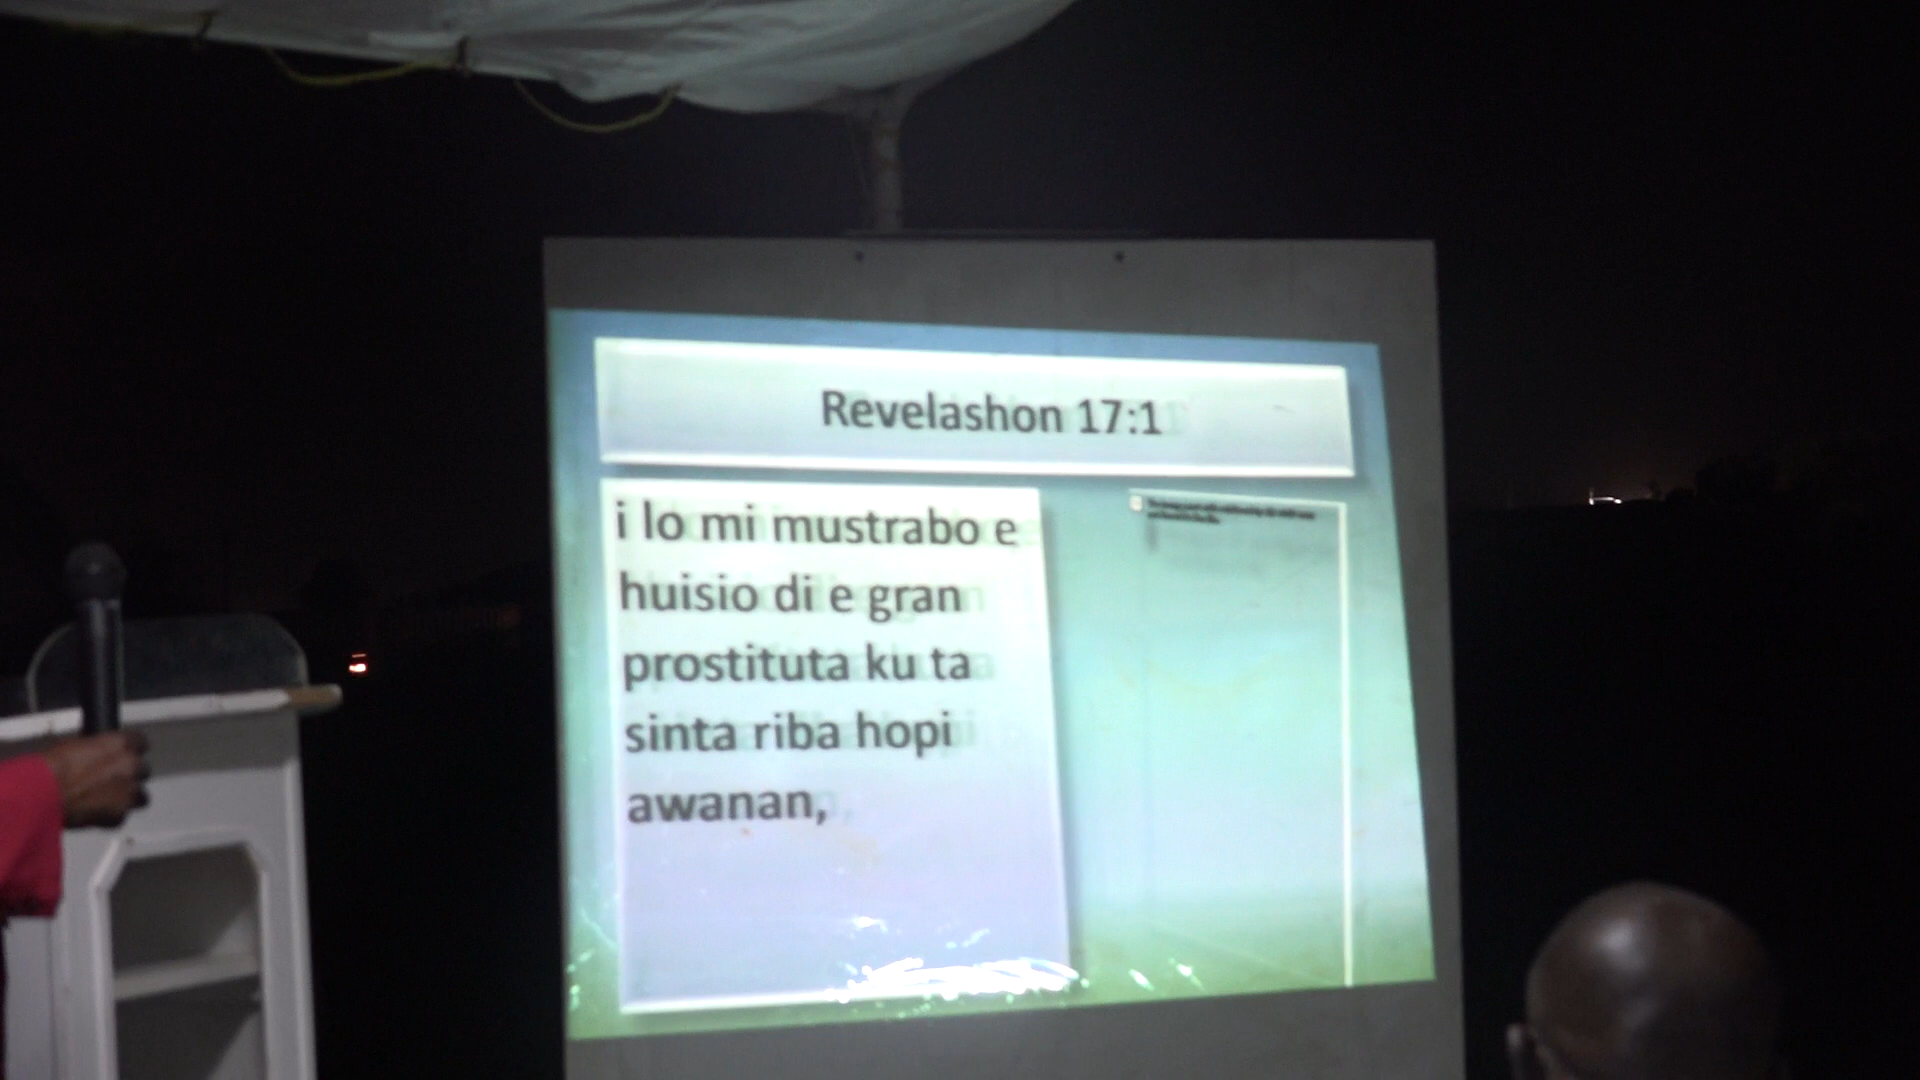 Revelashon 17:1
i lo mi mustrabo e
huisio di e gran
prostituta ku ta
sinta riba hopi
awanan,